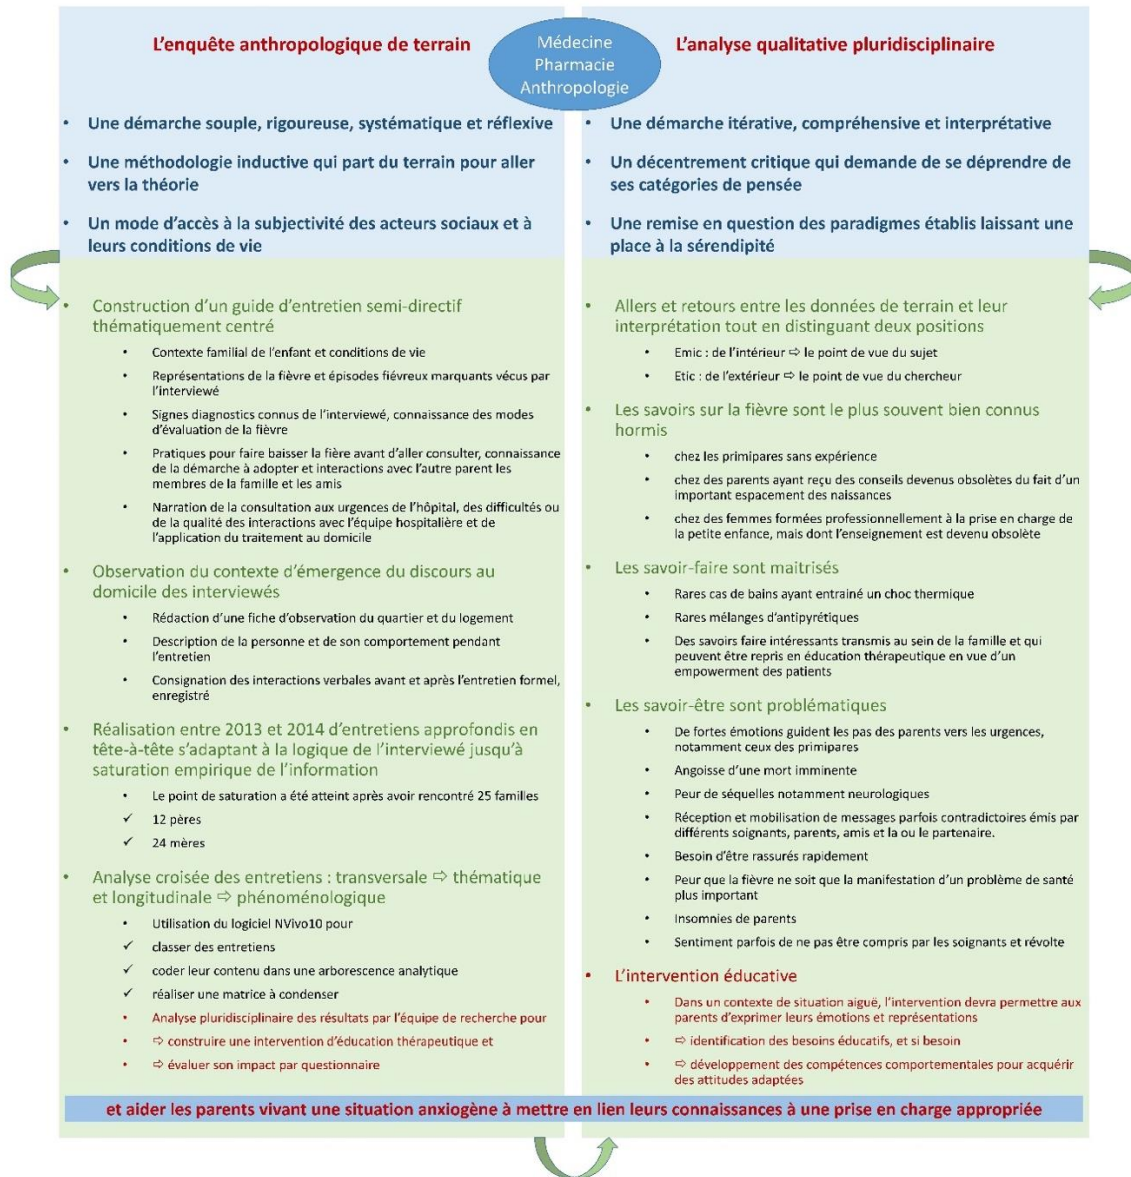 L'enquête anthropologique de terrain
Médecine
Pharmacie
Anthropologie
L'analyse qualitative pluridisciplinaire
• Une démarche souple, rigoureuse, systématique et réflexive
• Une méthodologie inductive qui part du terrain pour aller
vers la théorie
• Un mode d'accès à la subjectivité des acteurs sociaux et à
leurs conditions de vie
• Construction d'un guide d'entretien semi-directif
thématiquement centré
• Contexte familial de l'enfant et conditions de vie
• Représentations de la fièvre et épisodes fiévreux marquants vécus par
l'interviewé
• Signes diagnostics connus de l'interviewé, connaissance des modes
d'évaluation de la fièvre
• Pratiques pour faire baisser la fière avant d'aller consulter, connaissance
de la démarche à adopter et interactions avec l'autre parent les
membres de la famille et les amis
• Narration de la consultation aux urgences de l'hôpital, des difficultés ou
de la qualité des interactions avec l'équipe hospitalière et de
l'application du traitement au domicile
• Observation du contexte d'émergence du discours au
domicile des interviewés
• Rédaction d'une fiche d'observation du quartier et du logement
• Description de la personne et de son comportement pendant
l'entretien
• Consignation des interactions verbales avant et après l'entretien formel,
enregistré
• Réalisation entre 2013 et 2014 d'entretiens approfondis en
tête-à-tête s'adaptant à la logique de l'interviewé jusqu'à
saturation empirique de l'information
• Le point de saturation a été atteint après avoir rencontré 25 familles
✓ 12 pères
✓ 24 mères
• Analyse croisée des entretiens : transversale ⇨ thématique
et longitudinale ⇨ phénoménologique
• Utilisation du logiciel NVivo10 pour
✓ classer des entretiens
✓ coder leur contenu dans une arborescence analytique
✓ réaliser une matrice à condenser
• Analyse pluridisciplinaire des résultats par l'équipe de recherche pour
• ⇨ construire une intervention d'éducation thérapeutique et
• ⇨ évaluer son impact par questionnaire
• Une démarche itérative, compréhensive et interprétative
• Un décentrement critique qui demande de se déprendre de
ses catégories de pensée
• Une remise en question des paradigmes établis laissant une
place à la sérendipité
• Allers et retours entre les données de terrain et leur
interprétation tout en distinguant deux positions
• Emic : de l'intérieur ⇨ le point de vue du sujet
• Etic : de l'extérieur ⇨ le point de vue du chercheur
• Les savoirs sur la fièvre sont le plus souvent bien connus
hormis
• chez les primipares sans expérience
• chez des parents ayant reçu des conseils devenus obsolètes du fait d'un
important espacement des naissances
• chez des femmes formées professionnellement à la prise en charge de
la petite enfance, mais dont l'enseignement est devenu obsolète
• Les savoir-faire sont maitrisés
• Rares cas de bains ayant entrainé un choc thermique
• Rares mélanges d'antipyrétiques
• Des savoirs faire intéressants transmis au sein de la famille et qui
peuvent être repris en éducation thérapeutique en vue d'un
empowerment des patients
• Les savoir-être sont problématiques
• De fortes émotions guident les pas des parents vers les urgences,
notamment ceux des primipares
• Angoisse d'une mort imminente
• Peur de séquelles notamment neurologiques
• Réception et mobilisation de messages parfois contradictoires émis par
différents soignants, parents, amis et la ou le partenaire.
• Besoin d'être rassurés rapidement
• Peur que la fièvre ne soit que la manifestation d'un problème de santé
plus important
• Insomnies de parents
• Sentiment parfois de ne pas être compris par les soignants et révolte
• L'intervention éducative
• Dans un contexte de situation aiguë, l'intervention devra permettre aux
parents d'exprimer leurs émotions et représentations
• ⇨ identification des besoins éducatifs, et si besoin
• ⇨ développement des compétences comportementales pour acquérir
des attitudes adaptées
et aider les parents vivant une situation anxiogène à mettre en lien leurs connaissances à une prise en charge appropriée